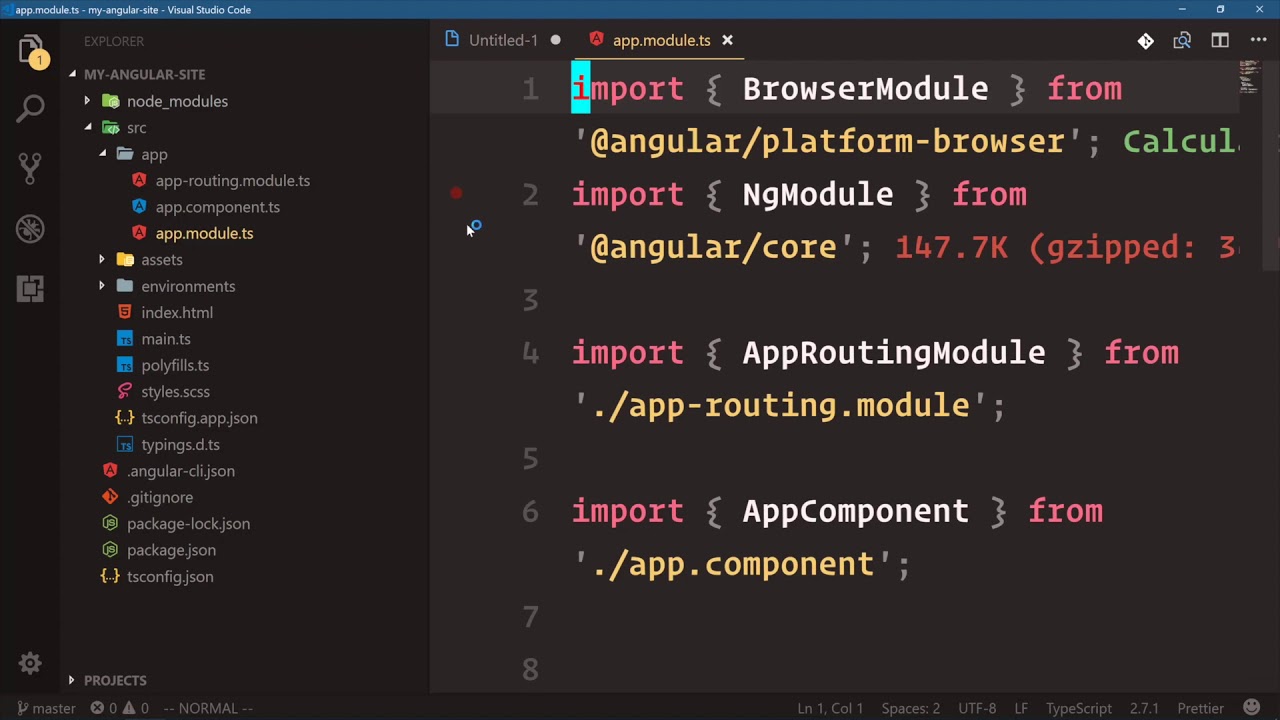 app.module.ts - my-angular-site - Visual Studio Code
EXPLORER
1
MY-ANGULAR-SITE
node_modules
src
app
app-routing.module.ts
app.component.ts
app.module.ts
assets
environments
index.html
main.ts
polyfills.ts
styles.scss
tsconfig.app.json
typings.d.ts
.angular-cli.json
.gitignore
package-lock.json
package.json
tsconfig.json
PROJECTS
Untitled-1
app.module.ts
1 import { BrowserModule } from
'@angular/platform-browser'; Calcul
2 import { NgModule } from
'@angular/core'; 147.7K (gzipped: 3
3
4 import { AppRoutingModule } from
'./app-routing.module';
5
6 import { AppComponent } from
'./app.component';
7
8
master 0 0 -- NORMAL -- Ln 1, Col 1 Spaces: 2 UTF-8 LF TypeScript 2.7.1 Prettier